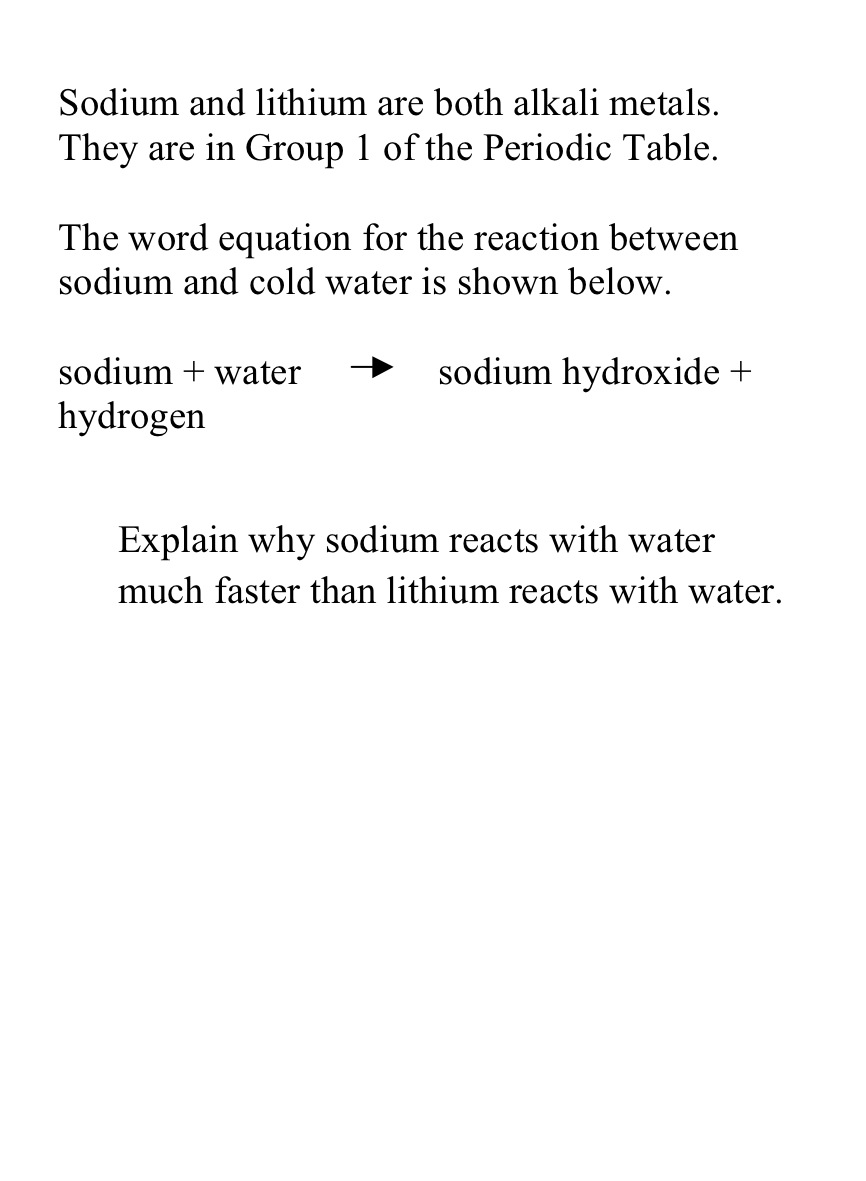 Sodium and lithium are both alkali metals.
They are in Group 1 of the Periodic Table.
The word equation for the reaction between
sodium and cold water is shown below.
sodium + water → sodium hydroxide +
hydrogen
Explain why sodium reacts with water
much faster than lithium reacts with water.